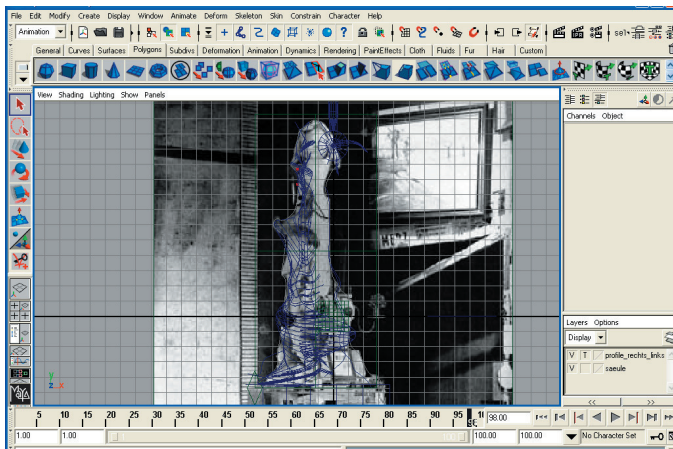 File Edit Modify Create Display Window Animate Deform Skeleton Skin Constrain Character Help
Animation
sel
General Curves Surfaces Polygons Subdivs Deformation Animation Dynamics Rendering PaintEffects Cloth Fluids Fur Hair Custom
View Shading Lighting Show Panels
Channels Object
y
z x
Layers Options
Display
V T profile_rechts_links
V saeule
<< >>
MAYA
5 10 15 20 25 30 35 40 45 50 55 60 65 70 75 80 85 90 95 98.00
1.00 1.00 100.00 100.00 No Character Set